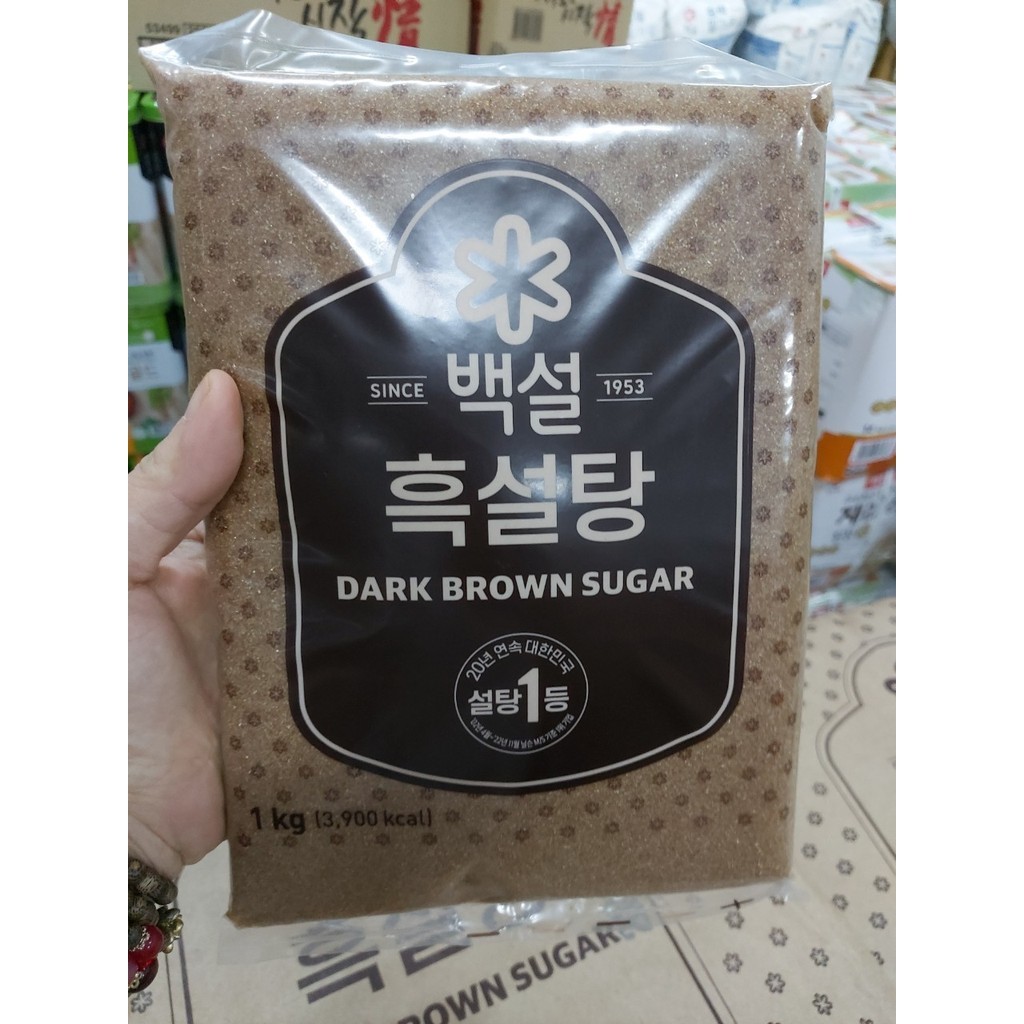 SINCE 백설 1953
흑설탕
DARK BROWN SUGAR
20년 연속 대한민국
설탕 1등
1 kg (3,900 kcal)
BROWN SUGAR